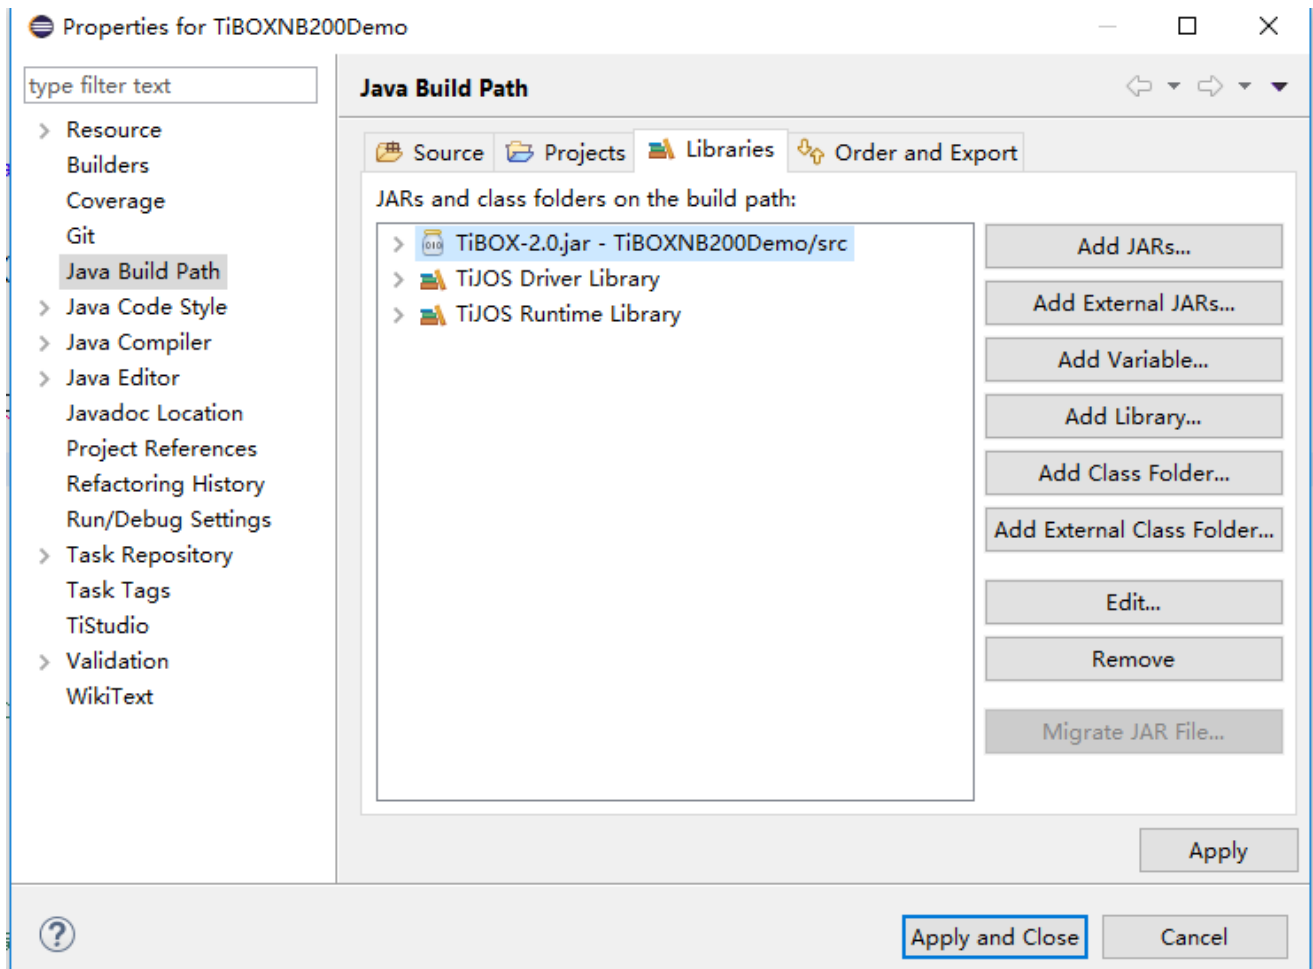 Properties for TiBOXNB200Demo
type filter text
Resource
Builders
Coverage
Git
Java Build Path
Java Code Style
Java Compiler
Java Editor
Javadoc Location
Project References
Refactoring History
Run/Debug Settings
Task Repository
Task Tags
TiStudio
Validation
WikiText
Java Build Path
Source Projects Libraries Order and Export
JARs and class folders on the build path:
TiBOX-2.0.jar - TiBOXNB200Demo/src
TiJOS Driver Library
TiJOS Runtime Library
Add JARs...
Add External JARs...
Add Variable...
Add Library...
Add Class Folder...
Add External Class Folder...
Edit...
Remove
Migrate JAR File...
Apply
Apply and Close Cancel